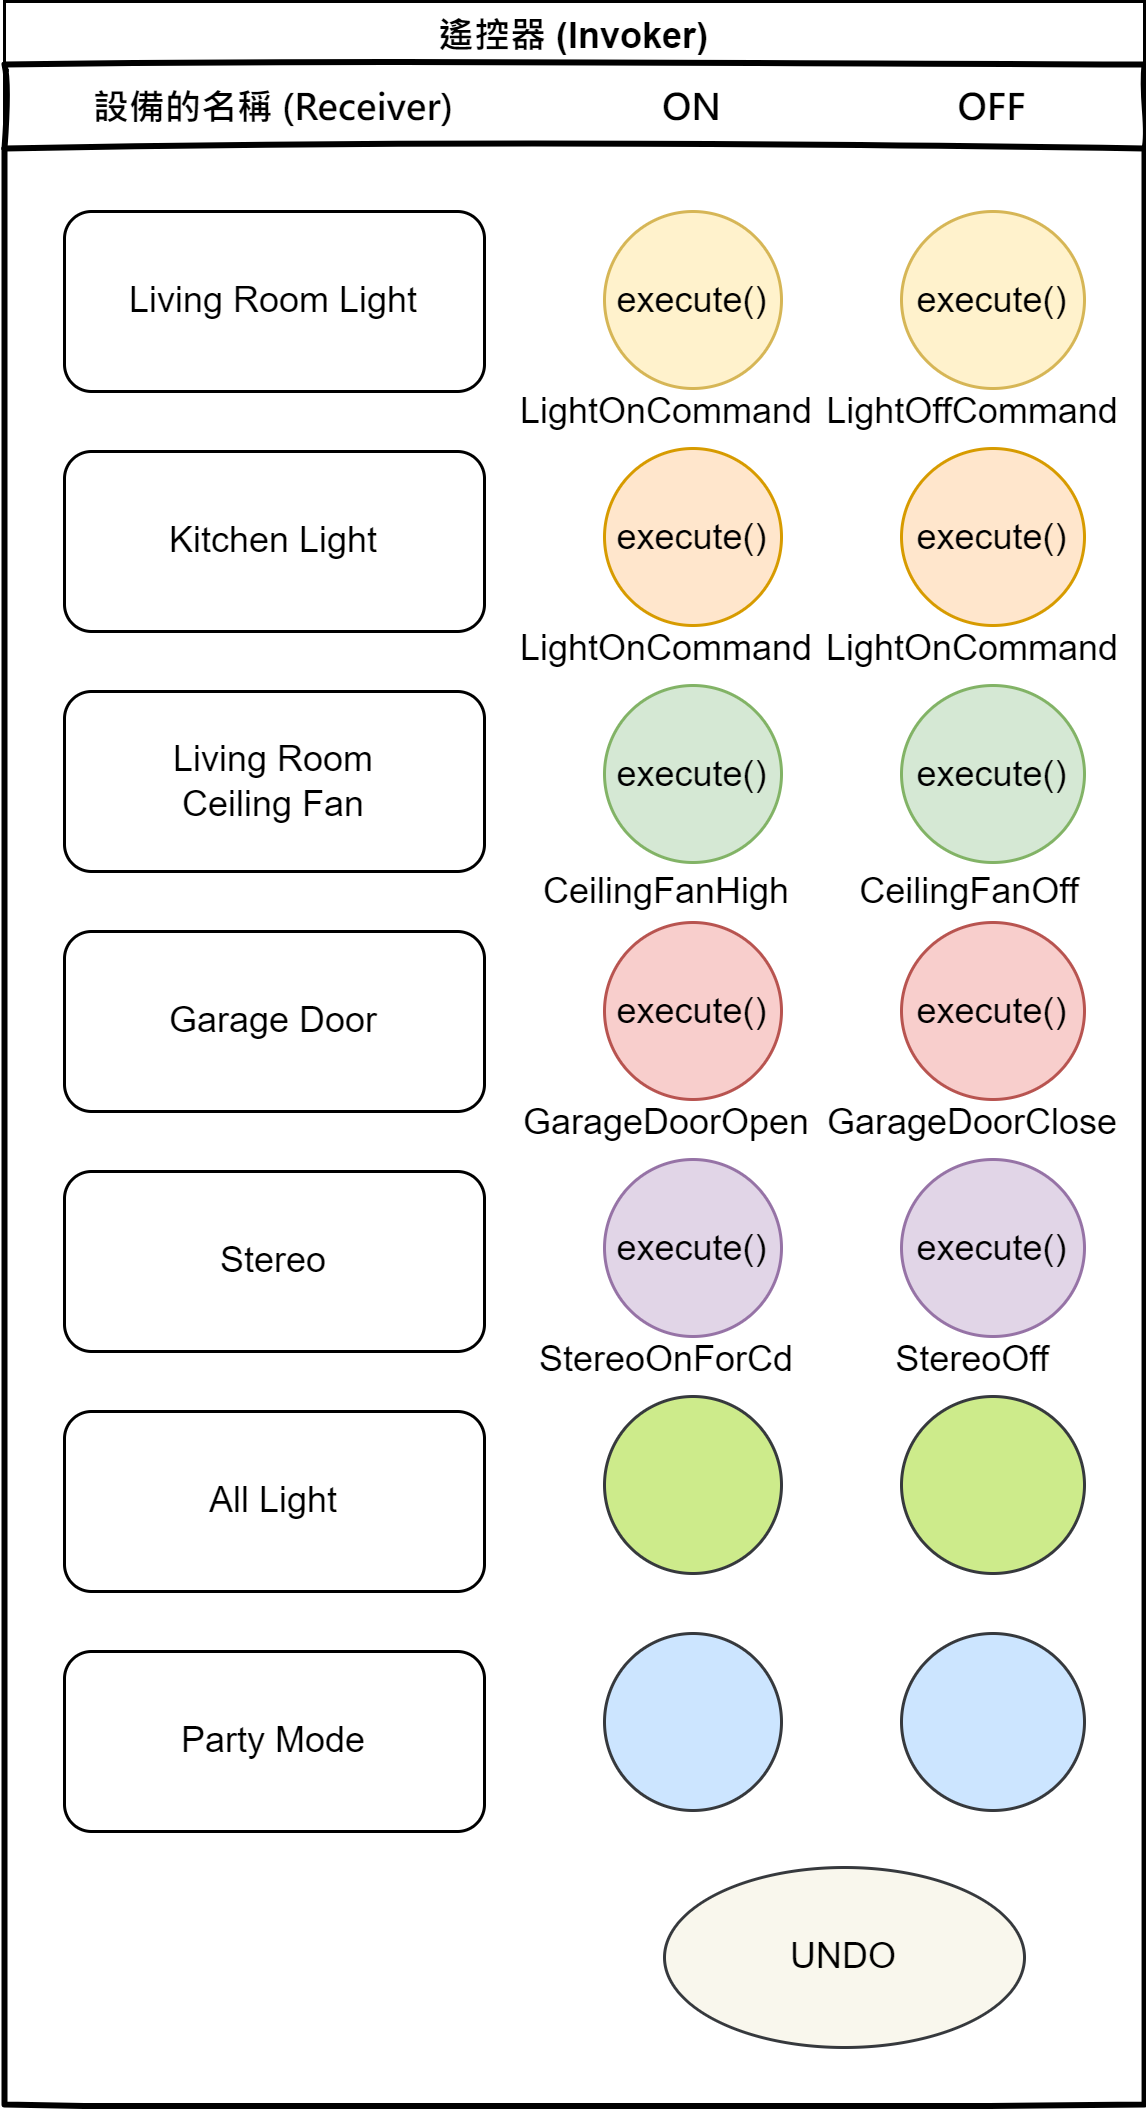 遙控器 (Invoker)
設備的名稱 (Receiver) ON OFF
Living Room Light execute() execute()
LightOnCommand LightOffCommand
Kitchen Light execute() execute()
LightOnCommand LightOnCommand
Living Room
Ceiling Fan execute() execute()
CeilingFanHigh CeilingFanOff
Garage Door execute() execute()
GarageDoorOpen GarageDoorClose
Stereo execute() execute()
StereoOnForCd StereoOff
All Light
Party Mode
UNDO